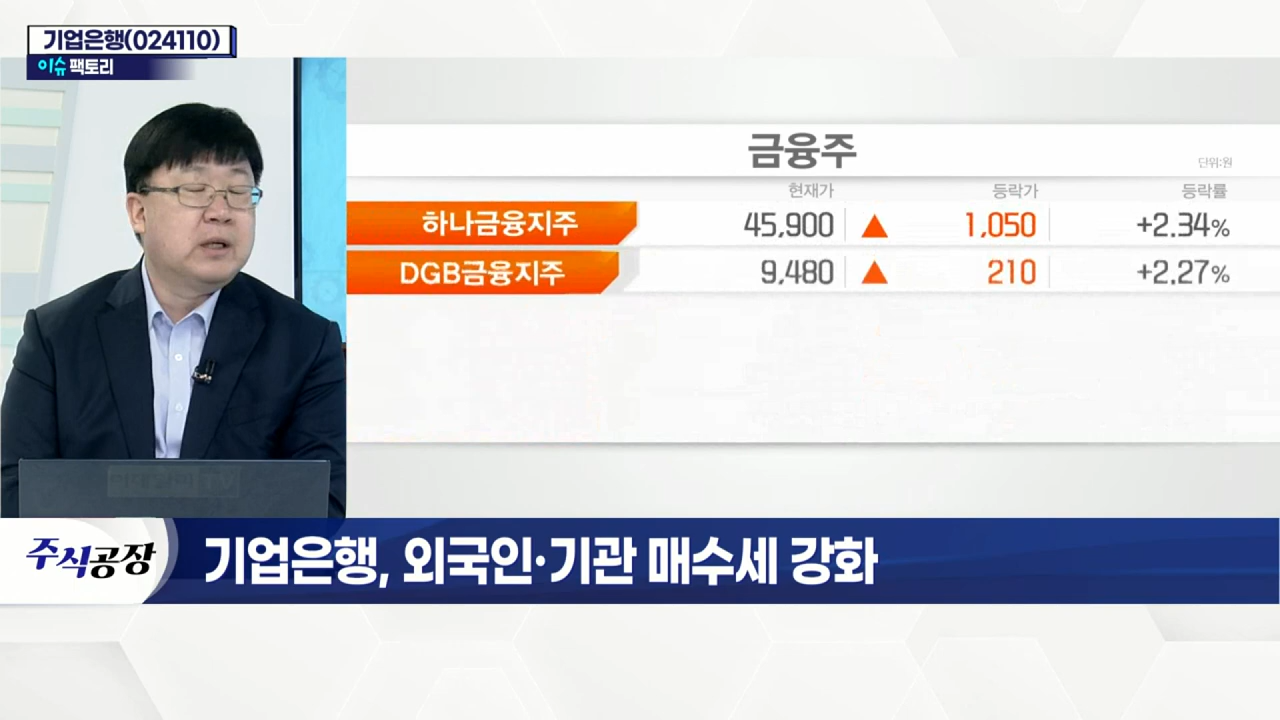 기업은행(024110)
이슈 팩토리
금융주
단위:원
현재가 등락가 등락률
하나금융지주 45,900 ▲ 1,050 +2.34%
DGB금융지주 9,480 ▲ 210 +2.27%
주식공장
기업은행, 외국인·기관 매수세 강화